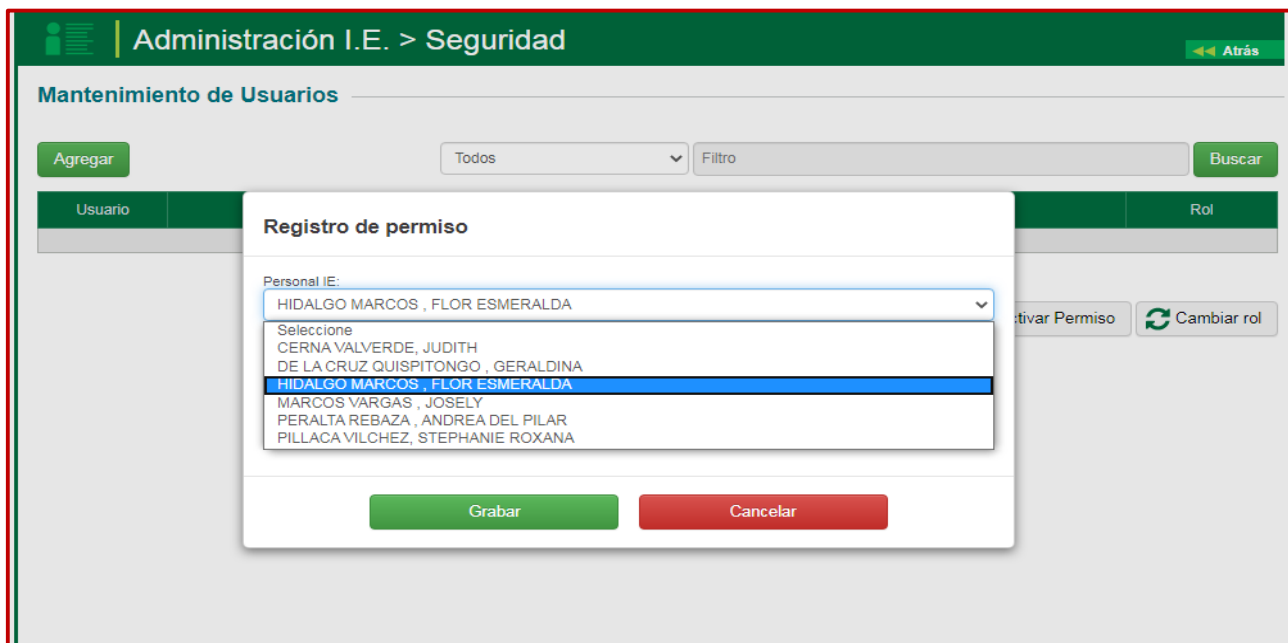 Administración I.E. > Seguridad
Atrás
Mantenimiento de Usuarios
Agregar
Todos
Filtro
Buscar
Usuario
Rol
Registro de permiso
Personal IE:
HIDALGO MARCOS , FLOR ESMERALDA
Seleccione
CERNA VALVERDE, JUDITH
DE LA CRUZ QUISPITONGO , GERALDINA
HIDALGO MARCOS , FLOR ESMERALDA
MARCOS VARGAS , JOSELY
PERALTA REBAZA , ANDREA DEL PILAR
PILLACA VILCHEZ, STEPHANIE ROXANA
Permiso
Cambiar rol
Grabar
Cancelar